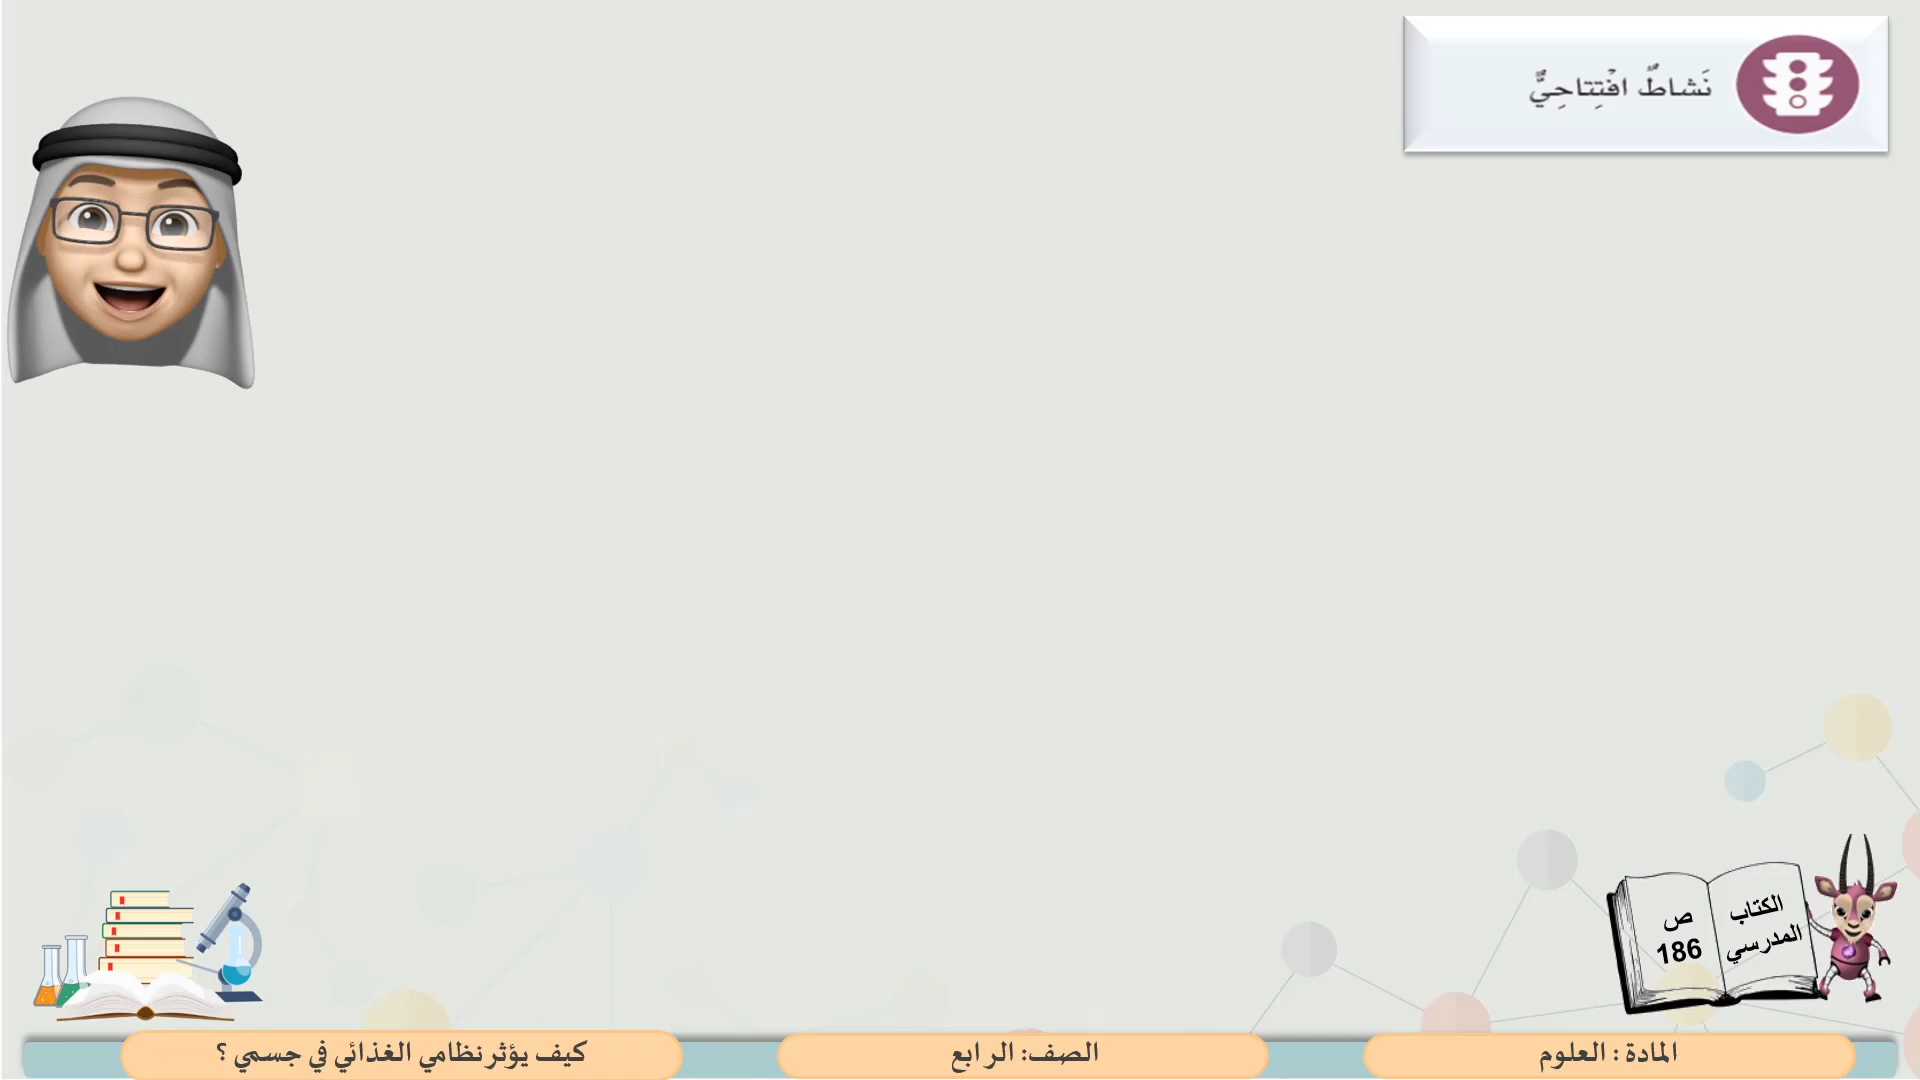 نَشاطٌ افْتِتاحِيٌّ
الكتاب
المدرسي
ص
186
المادة : العلوم
الصف: الرابع
كيف يؤثر نظامي الغذائي في جسمي ؟